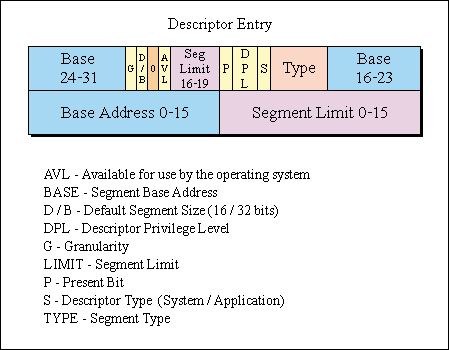 Descriptor Entry
Base 24-31 G D/B 0 AVL Seg Limit 16-19 P DPL S Type Base 16-23
Base Address 0-15 Segment Limit 0-15
AVL - Available for use by the operating system
BASE - Segment Base Address
D / B - Default Segment Size (16 / 32 bits)
DPL - Descriptor Privilege Level
G - Granularity
LIMIT - Segment Limit
P - Present Bit
S - Descriptor Type (System / Application)
TYPE - Segment Type